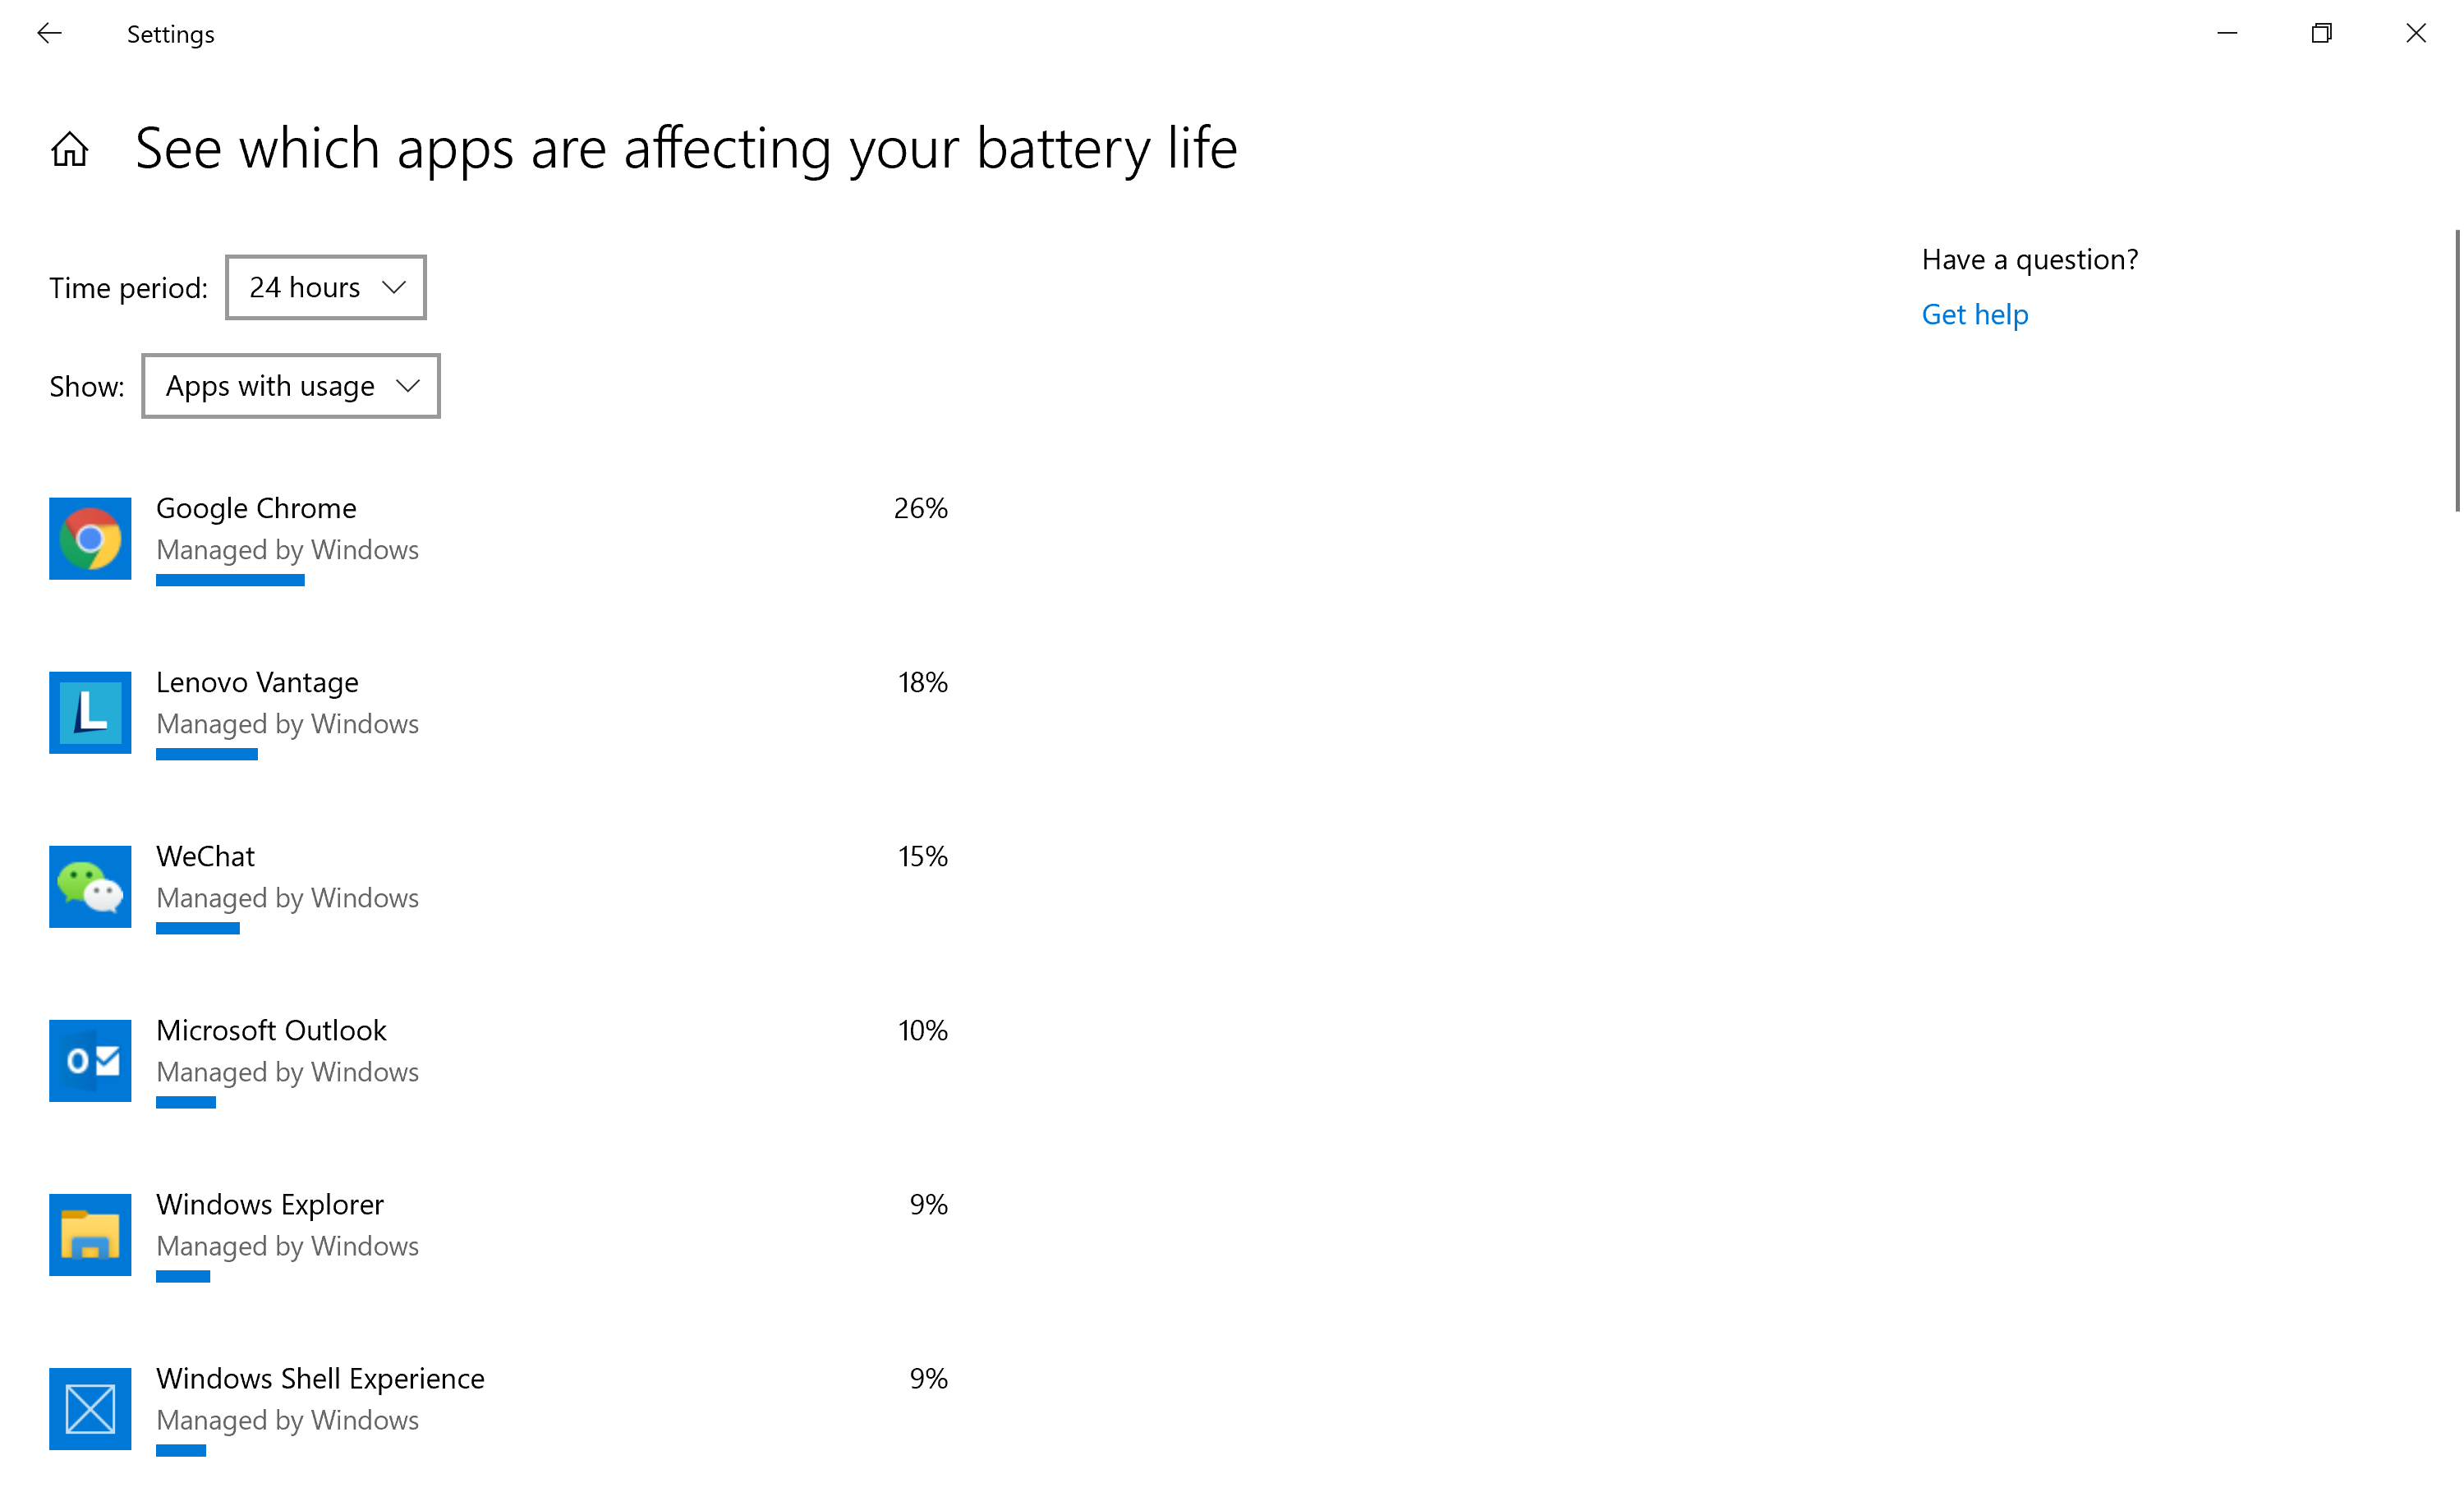 Settings
See which apps are affecting your battery life
Time period: 24 hours
Show: Apps with usage
Have a question?
Get help
Google Chrome 26%
Managed by Windows
Lenovo Vantage 18%
Managed by Windows
WeChat 15%
Managed by Windows
Microsoft Outlook 10%
Managed by Windows
Windows Explorer 9%
Managed by Windows
Windows Shell Experience 9%
Managed by Windows